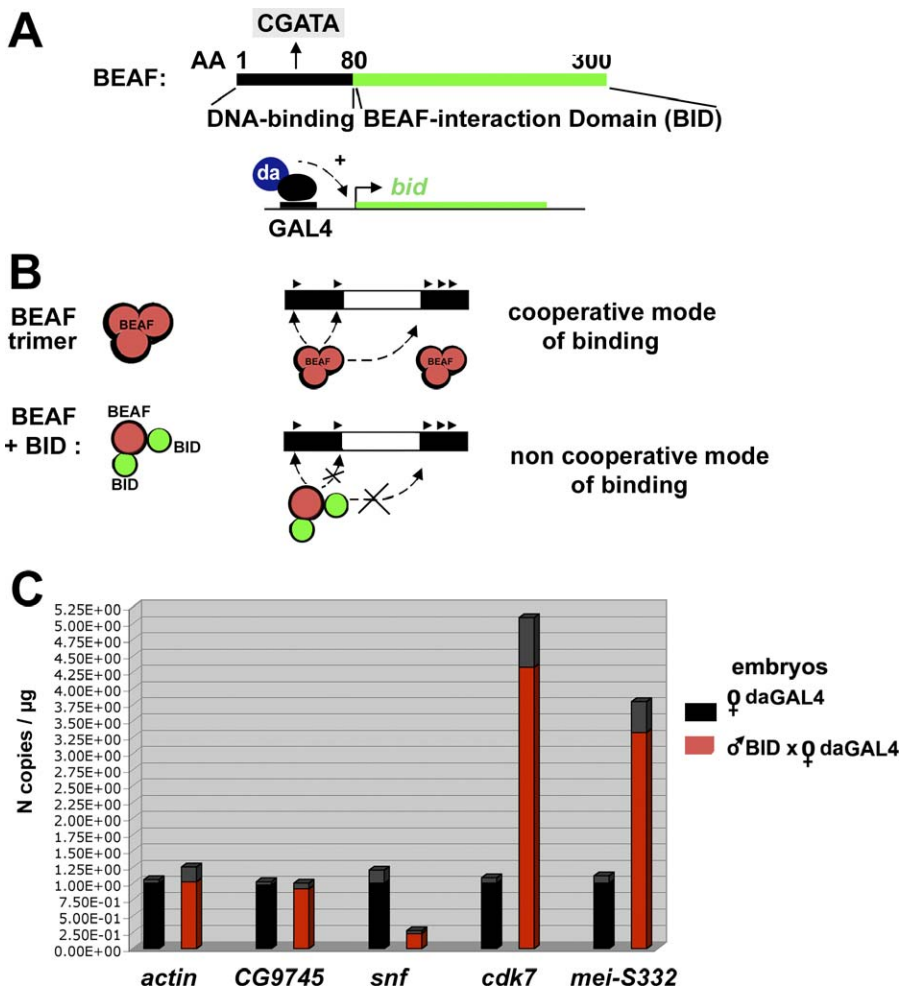 A
CGATA
AA 1 80 300
BEAF:
DNA-binding BEAF-interaction Domain (BID)
da
+
bid
GAL4
B
BEAF
trimer
BEAF
BEAF
BEAF
cooperative mode
of binding
BEAF
+ BID :
BEAF
BID
BID
non cooperative mode
of binding
C
5.25E+00
5.00E+00
4.75E+00
4.50E+00
4.25E+00
4.00E+00
3.75E+00
3.50E+00
3.25E+00
3.00E+00
2.75E+00
2.50E+00
2.25E+00
2.00E+00
1.75E+00
1.50E+00
1.25E+00
1.00E+00
7.50E-01
5.00E-01
2.50E-01
0.00E+00
N copies / µg
actin CG9745 snf cdk7 mei-S332
embryos
♀ daGAL4
♂BID x ♀ daGAL4